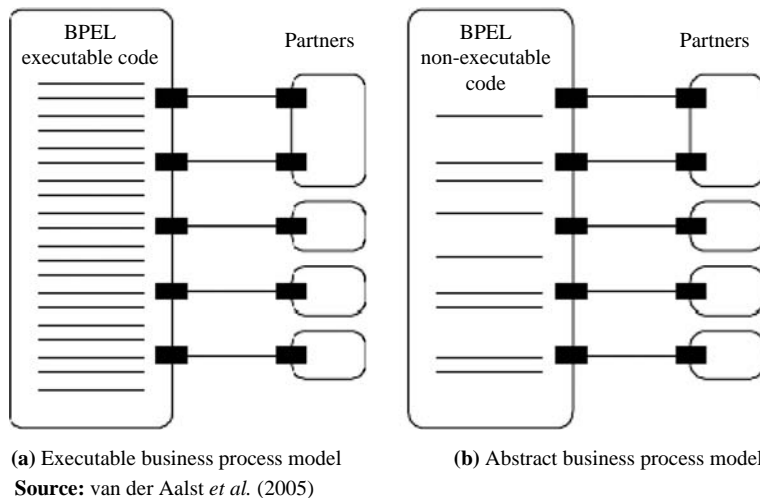 BPEL
executable code
Partners
BPEL
non-executable
code
Partners
(a) Executable business process model
(b) Abstract business process model
Source: van der Aalst et al. (2005)